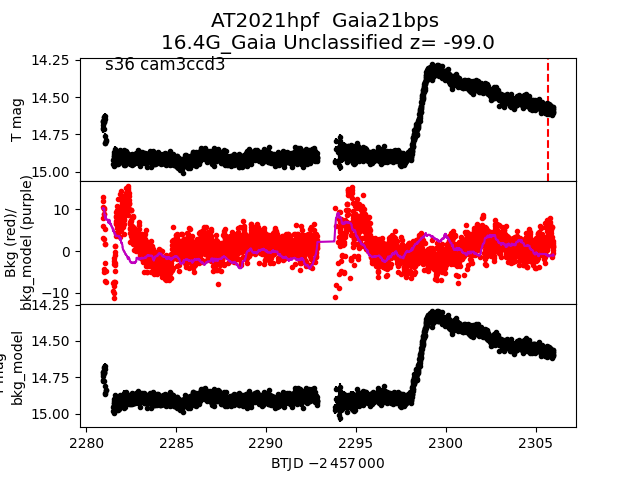 AT2021hpf  Gaia21bps
16.4G_Gaia Unclassified z= -99.0
s36 cam3ccd3
14.25
14.50
14.75
15.00
T mag
10
0
−10
Bkg (red)/
bkg_model (purple)
14.25
14.50
14.75
15.00
mag
bkg_model
2280
2285
2290
2295
2300
2305
BTJD −2 457 000